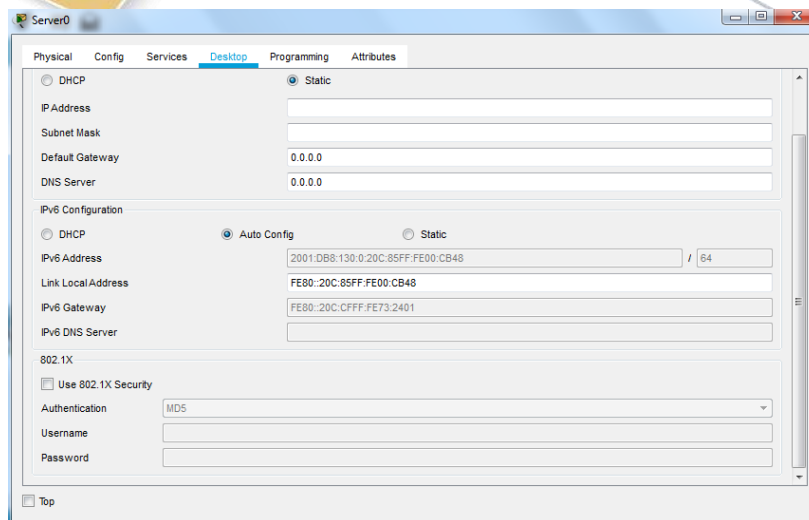 Server0
Physical Config Services Desktop Programming Attributes
DHCP Static
IP Address
Subnet Mask
Default Gateway 0.0.0.0
DNS Server 0.0.0.0
IPv6 Configuration
DHCP Auto Config Static
IPv6 Address 2001:DB8:130:0:20C:85FF:FE00:CB48 / 64
Link Local Address FE80::20C:85FF:FE00:CB48
IPv6 Gateway FE80::20C:CFFF:FE73:2401
IPv6 DNS Server
802.1X
Use 802.1X Security
Authentication MD5
Username
Password
Top